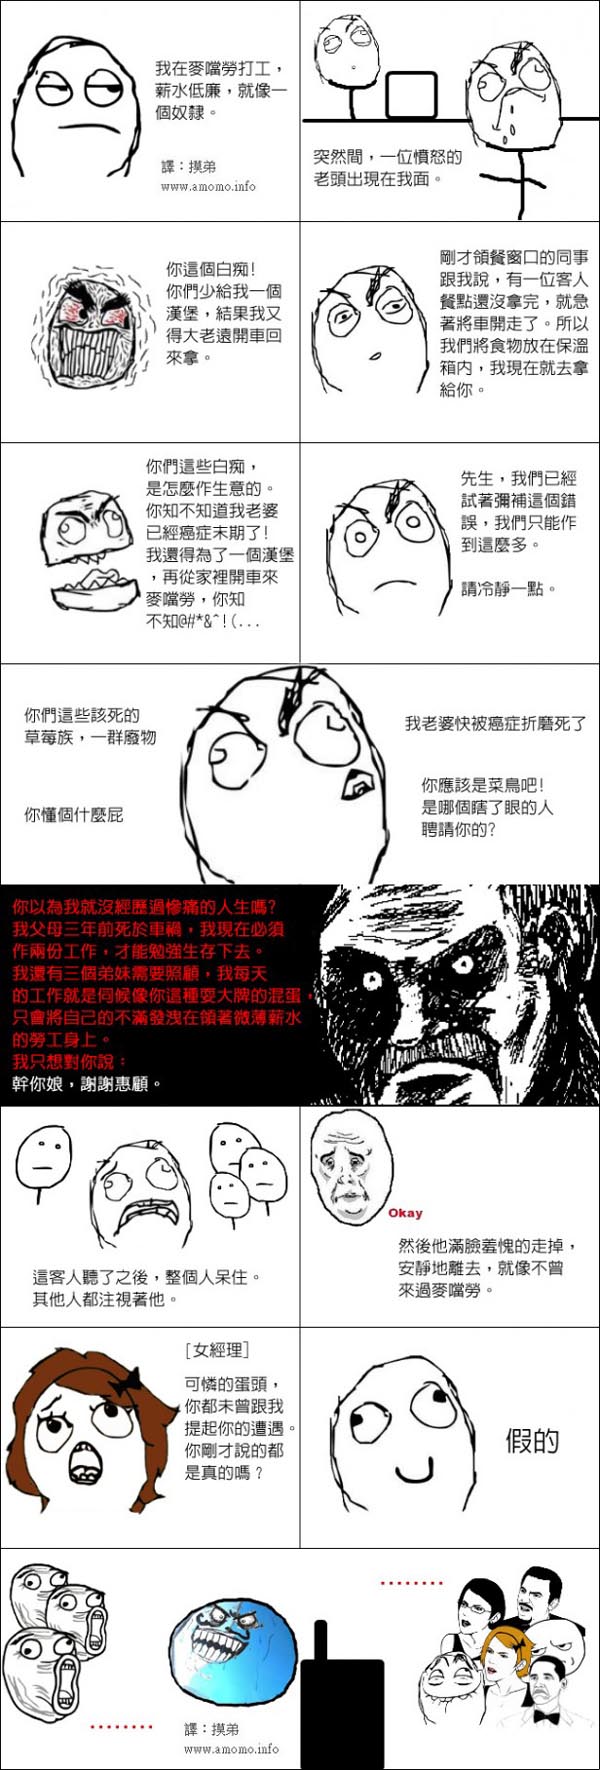 我在麥噹勞打工，
薪水低廉，就像一
個奴隸。
譯：摸弟
www.amomo.info
突然間，一位憤怒的
老頭出現在我面。
你這個白痴！
你們少給我一個
漢堡，結果我又
得大老遠開車回
來拿。
剛才領餐窗口的同事
跟我說，有一位客人
餐點還沒拿完，就急
著將車開走了。所以
我們將食物放在保溫
箱內，我現在就去拿
給你。
你們這些白痴，
是怎麼作生意的。
你知不知道我老婆
已經癌症末期了！
我還得為了一個漢堡
，再從家裡開車來
麥噹勞，你知
不知@#*&^!(...
先生，我們已經
試著彌補這個錯
誤，我們只能作
到這麼多。
請冷靜一點。
你們這些該死的
草莓族，一群廢物
你懂個什麼屁
我老婆快被癌症折磨死了
你應該是菜鳥吧！
是哪個瞎了眼的人
聘請你的？
你以為我就沒經歷過慘痛的人生嗎？
我父母三年前死於車禍，我現在必須
作兩份工作，才能勉強生存下去。
我還有三個弟妹需要照顧，我每天
的工作就是伺候像你這種耍大牌的混蛋，
只會將自己的不滿發洩在領著微薄薪水
的勞工身上。
我只想對你說：
幹你娘，謝謝惠顧。
這客人聽了之後，整個人呆住。
其他人都注視著他。
Okay
然後他滿臉羞愧的走掉，
安靜地離去，就像不曾
來過麥噹勞。
[女經理]
可憐的蛋頭，
你都未曾跟我
提起你的遭遇。
你剛才說的都
是真的嗎？
假的
........
........
譯：摸弟
www.amomo.info